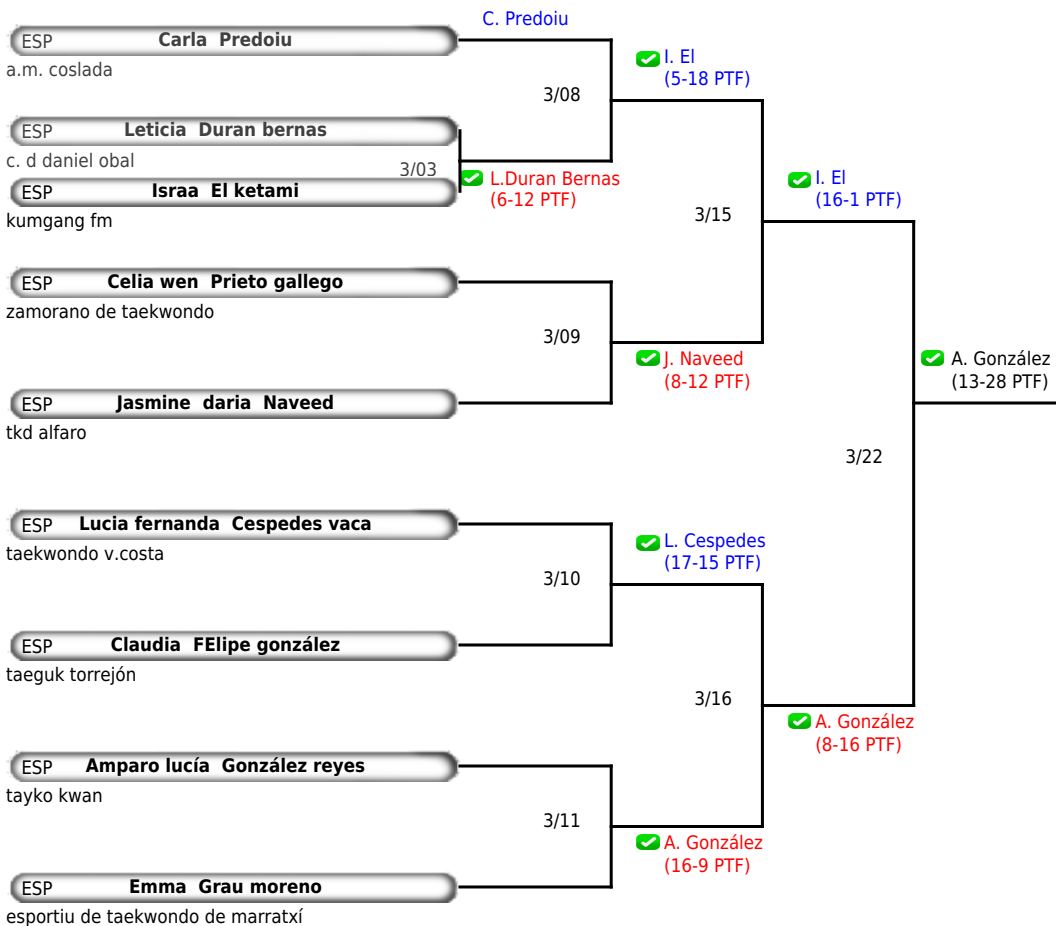 C. Predoiu
ESP Carla Predoiu
a.m. coslada
I. El
(5-18 PTF)
3/08
ESP Leticia Duran bernas
c. d daniel obal
3/03
L.Duran Bernas
(6-12 PTF)
ESP Israa El ketami
kumgang fm
I. El
(16-1 PTF)
3/15
ESP Celia wen Prieto gallego
zamorano de taekwondo
3/09
J. Naveed
(8-12 PTF)
A. González
(13-28 PTF)
ESP Jasmine daria Naveed
tkd alfaro
3/22
ESP Lucia fernanda Cespedes vaca
taekwondo v.costa
L. Cespedes
(17-15 PTF)
3/10
ESP Claudia FElipe gonzález
taeguk torrejón
3/16
A. González
(8-16 PTF)
ESP Amparo lucía González reyes
tayko kwan
3/11
A. González
(16-9 PTF)
ESP Emma Grau moreno
esportiu de taekwondo de marratxí